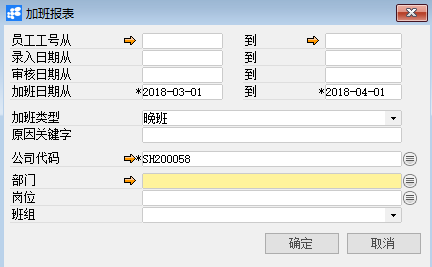 加班报表
员工工号从 到
录入日期从 到
审核日期从 到
加班日期从 *2018-03-01 到 *2018-04-01
加班类型 晚班
原因关键字
公司代码 *SH200058
部门
岗位
班组
确定 取消